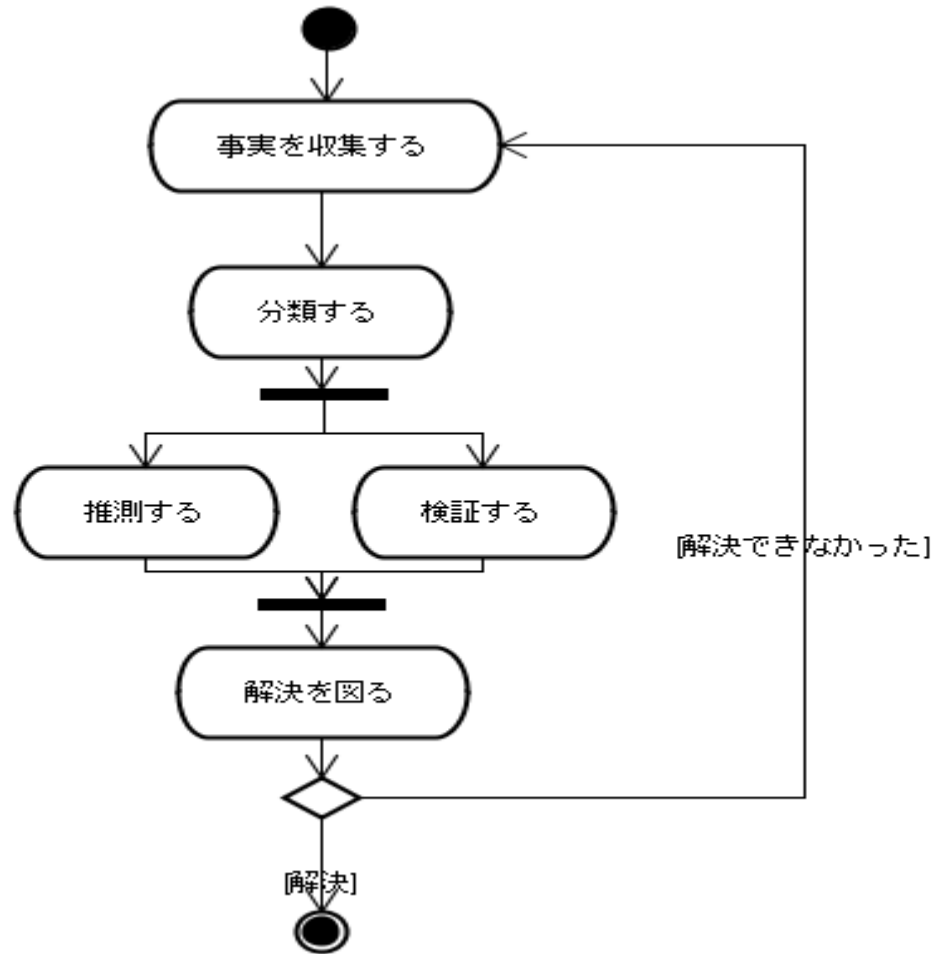 事実を収集する
分類する
推測する
検証する
[解決できなかった]
解決を図る
[解決]